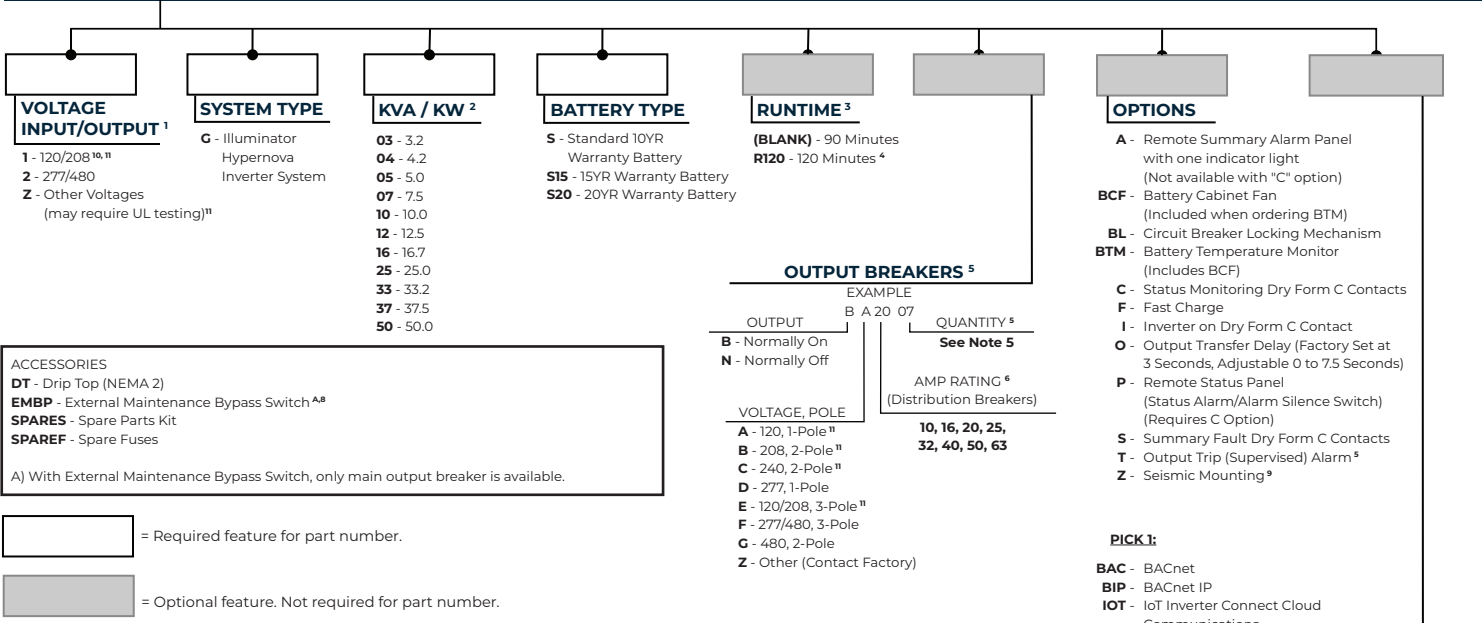 VOLTAGE
INPUT/OUTPUT ¹
1 - 120/208 ¹⁰, ¹¹
2 - 277/480
Z - Other Voltages
(may require UL testing)¹¹
SYSTEM TYPE
G - Illuminator
Hypernova
Inverter System
KVA / KW ²
03 - 3.2
04 - 4.2
05 - 5.0
07 - 7.5
10 - 10.0
12 - 12.5
16 - 16.7
25 - 25.0
33 - 33.2
37 - 37.5
50 - 50.0
BATTERY TYPE
S - Standard 10YR
Warranty Battery
S15 - 15YR Warranty Battery
S20 - 20YR Warranty Battery
RUNTIME ³
(BLANK) - 90 Minutes
R120 - 120 Minutes ⁴
OUTPUT BREAKERS ⁵
EXAMPLE
B A 20 07
OUTPUT
B - Normally On
N - Normally Off
QUANTITY ⁵
See Note 5
AMP RATING ⁶
(Distribution Breakers)
10, 16, 20, 25,
32, 40, 50, 63
VOLTAGE, POLE
A - 120, 1-Pole ¹¹
B - 208, 2-Pole ¹¹
C - 240, 2-Pole ¹¹
D - 277, 1-Pole
E - 120/208, 3-Pole ¹¹
F - 277/480, 3-Pole
G - 480, 2-Pole
Z - Other (Contact Factory)
OPTIONS
A - Remote Summary Alarm Panel
with one indicator light
(Not available with "C" option)
BCF - Battery Cabinet Fan
(Included when ordering BTM)
BL - Circuit Breaker Locking Mechanism
BTM - Battery Temperature Monitor
(Includes BCF)
C - Status Monitoring Dry Form C Contacts
F - Fast Charge
I - Inverter on Dry Form C Contact
O - Output Transfer Delay (Factory Set at
3 Seconds, Adjustable 0 to 7.5 Seconds)
P - Remote Status Panel
(Status Alarm/Alarm Silence Switch)
(Requires C Option)
S - Summary Fault Dry Form C Contacts
T - Output Trip (Supervised) Alarm ⁵
Z - Seismic Mounting ⁹
PICK 1:
BAC - BACnet
BIP - BACnet IP
IOT - IoT Inverter Connect Cloud
Communications
ACCESSORIES
DT - Drip Top (NEMA 2)
EMBP - External Maintenance Bypass Switch ᴬ,⁸
SPARES - Spare Parts Kit
SPAREF - Spare Fuses
A) With External Maintenance Bypass Switch, only main output breaker is available.
= Required feature for part number.
= Optional feature. Not required for part number.